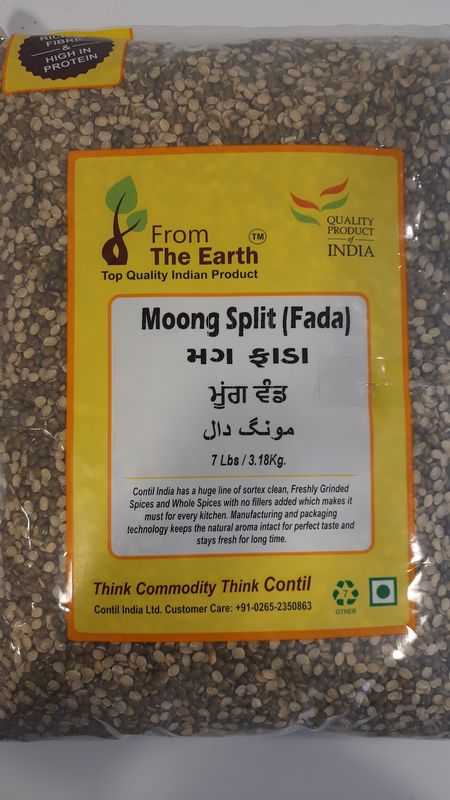 FIBRE
&
HIGH IN
PROTEIN
From
The Earth
TM
Top Quality Indian Product
QUALITY
PRODUCT
of
INDIA
Moong Split (Fada)
મગ ફાડા
ਮੂੰਗ ਵੰਡ
مونگ دال
7 Lbs / 3.18Kg.
Contil India has a huge line of sortex clean, Freshly Grinded
Spices and Whole Spices with no fillers added which makes it
must for every kitchen. Manufacturing and packaging
technology keeps the natural aroma intact for perfect taste and
stays fresh for long time.
Think Commodity Think Contil
Contil India Ltd. Customer Care: +91-0265-2350863
7
OTHER